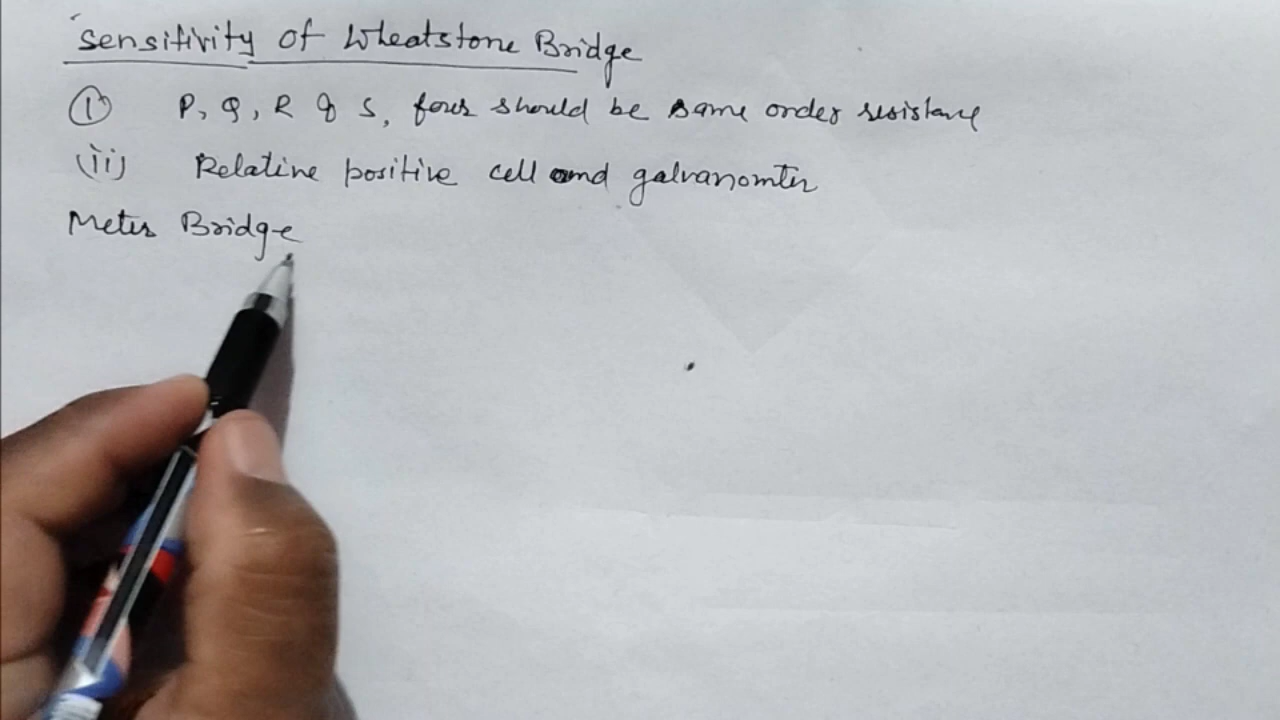 Sensitivity of Wheatstone Bridge
(i) P, Q, R & S, four should be same order resistance
(ii) Relative positive cell and galvanomter
Meter Bridge